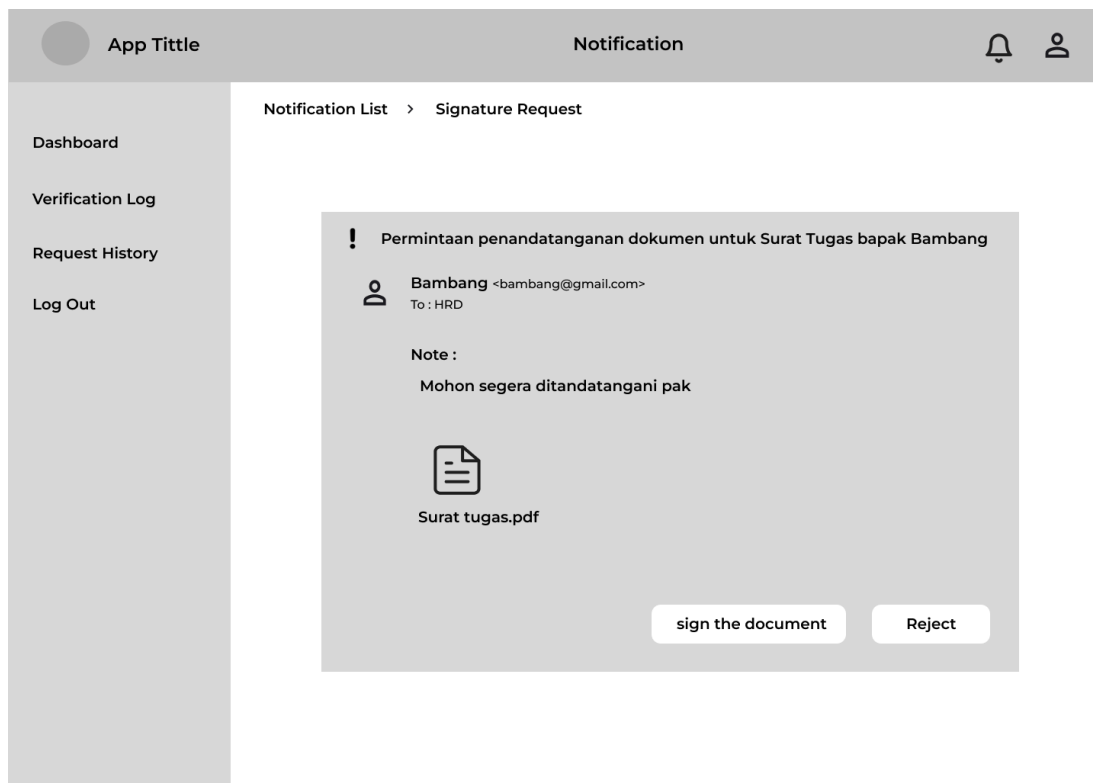 App Tittle
Notification
Notification List > Signature Request
Dashboard
Verification Log
Request History
Log Out
! Permintaan penandatanganan dokumen untuk Surat Tugas bapak Bambang
Bambang <bambang@gmail.com>
To : HRD
Note :
Mohon segera ditandatangani pak
Surat tugas.pdf
sign the document
Reject